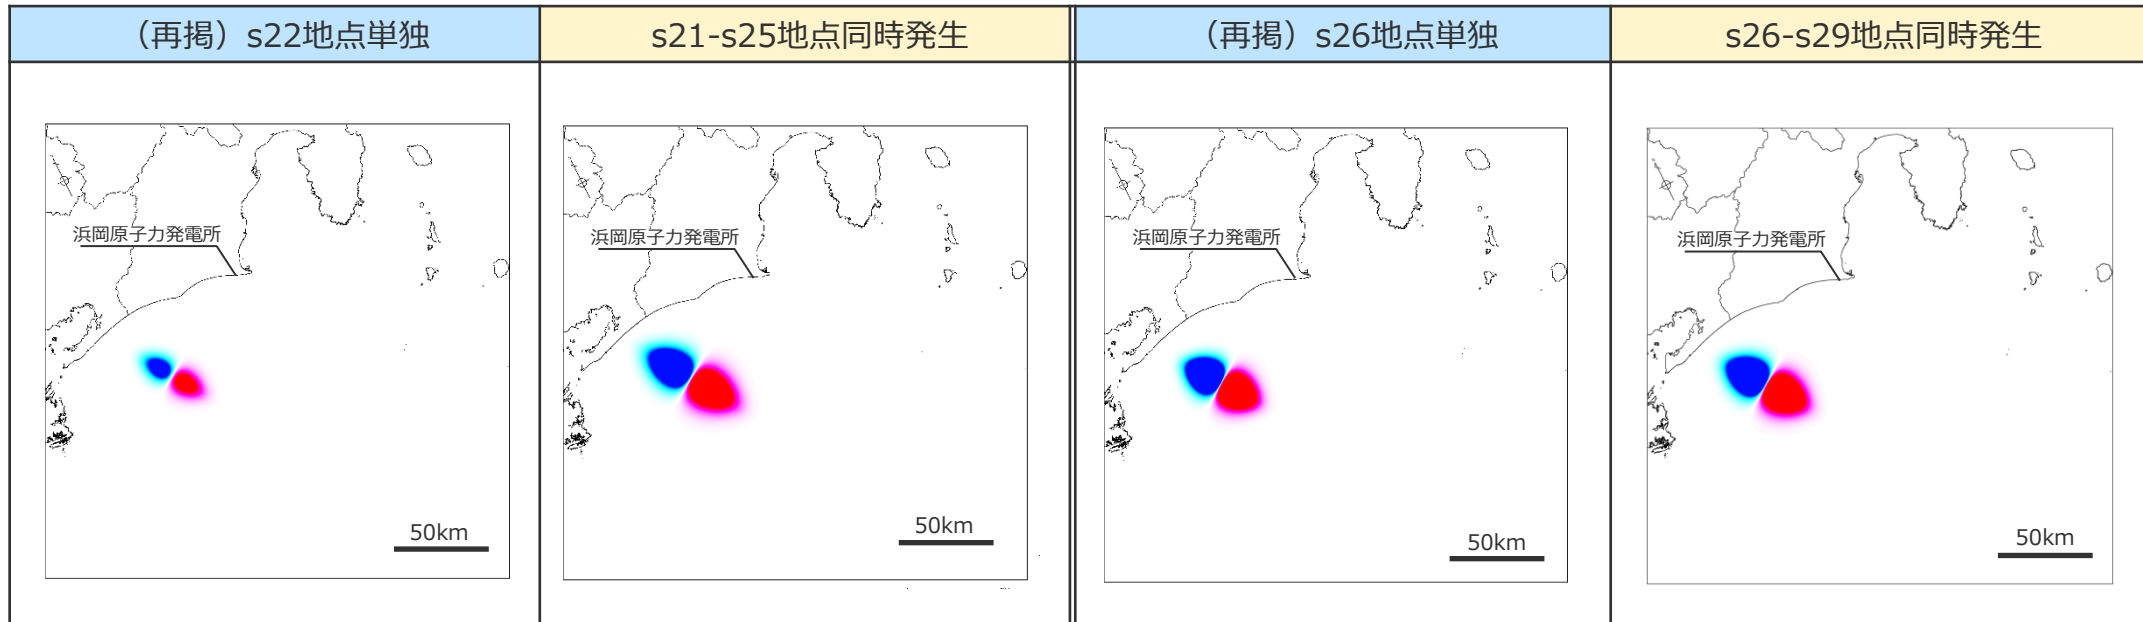 （再掲）s22地点単独
s21-s25地点同時発生
（再掲）s26地点単独
s26-s29地点同時発生
浜岡原子力発電所
50km
浜岡原子力発電所
50km
浜岡原子力発電所
50km
浜岡原子力発電所
50km